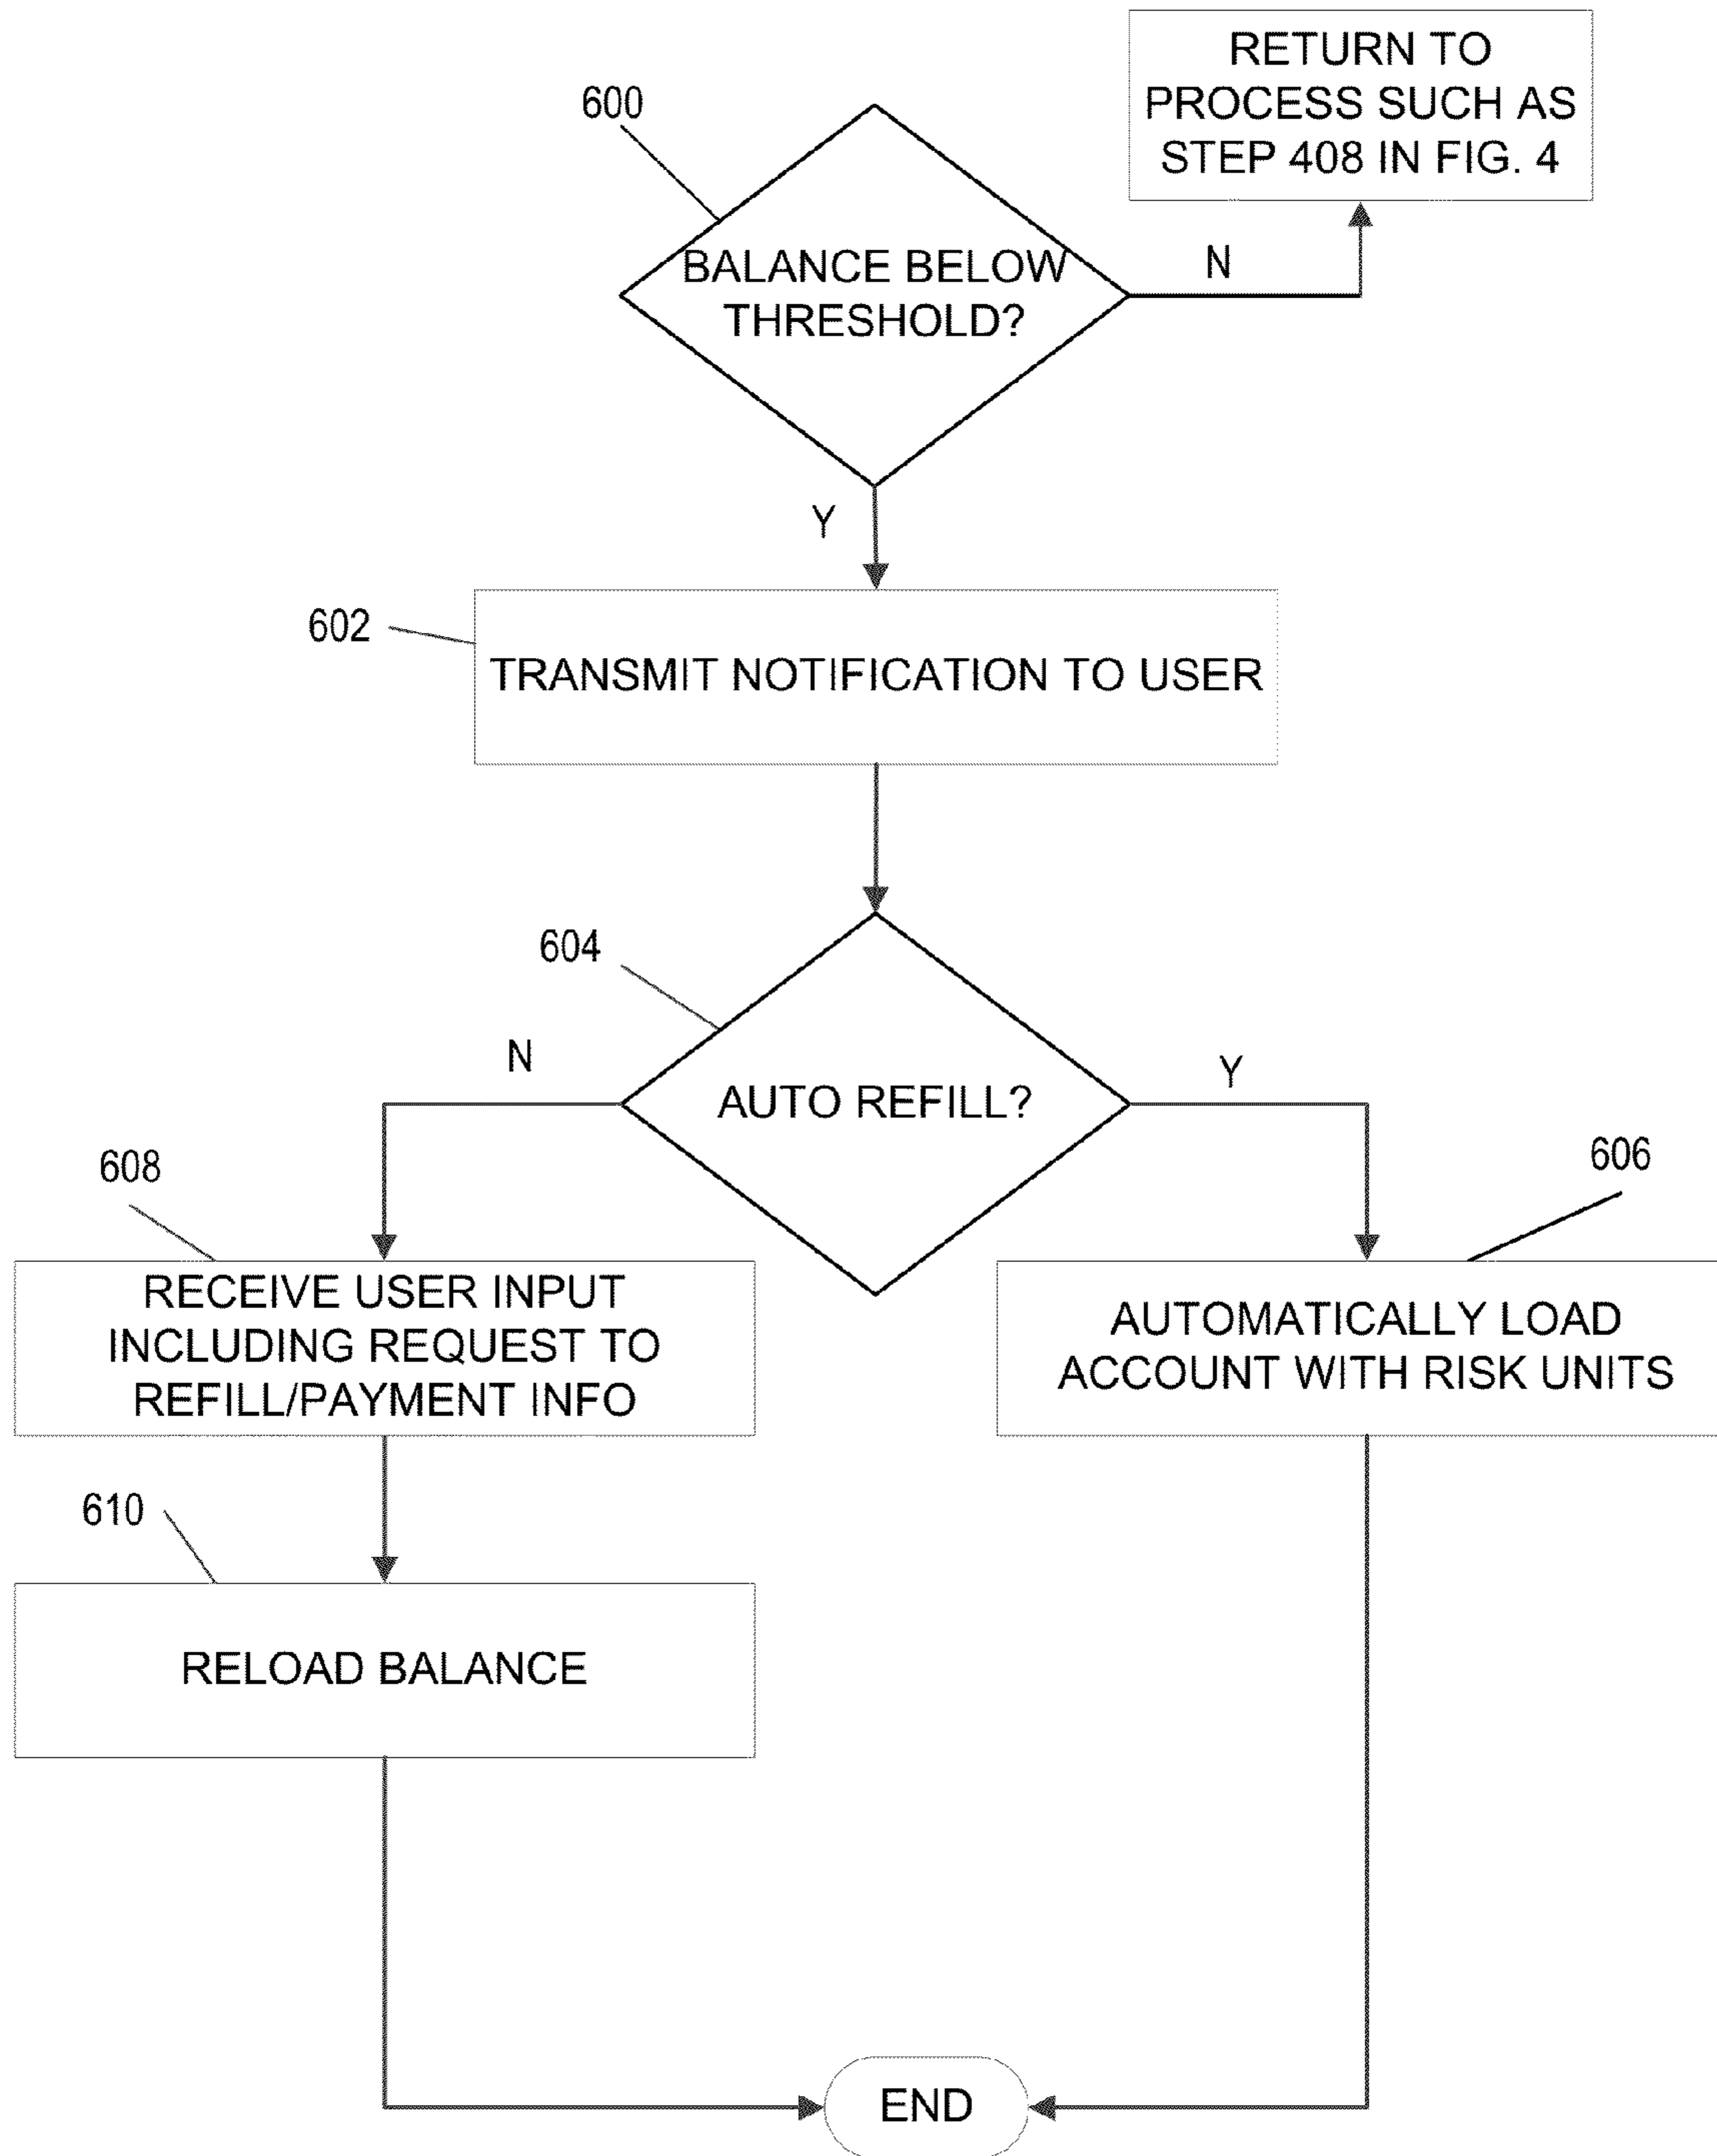 RETURN TO
PROCESS SUCH AS
STEP 408 IN FIG. 4
600
BALANCE BELOW
THRESHOLD?
N
Y
602
TRANSMIT NOTIFICATION TO USER
604
N
AUTO REFILL?
Y
608
606
RECEIVE USER INPUT
INCLUDING REQUEST TO
REFILL/PAYMENT INFO
AUTOMATICALLY LOAD
ACCOUNT WITH RISK UNITS
610
RELOAD BALANCE
END